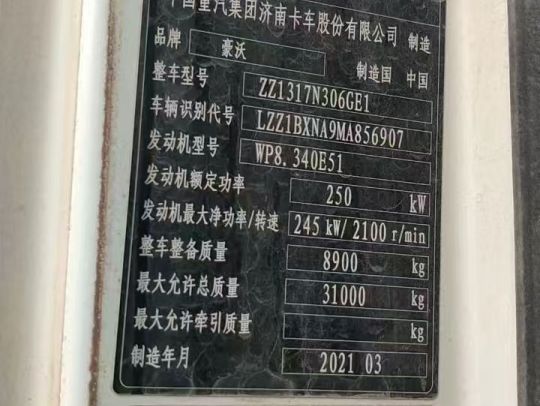 中国重汽集团济南卡车股份有限公司 制造
品牌 豪沃 制造国 中国
整车型号 ZZ1317N306GE1
车辆识别代号 LZZ1BXNA9MA856907
发动机型号 WP8.340E51
发动机额定功率 250 kW
发动机最大净功率/转速 245 kW/ 2100 r/min
整车整备质量 8900 kg
最大允许总质量 31000 kg
最大允许牵引质量 kg
制造年月 2021 03